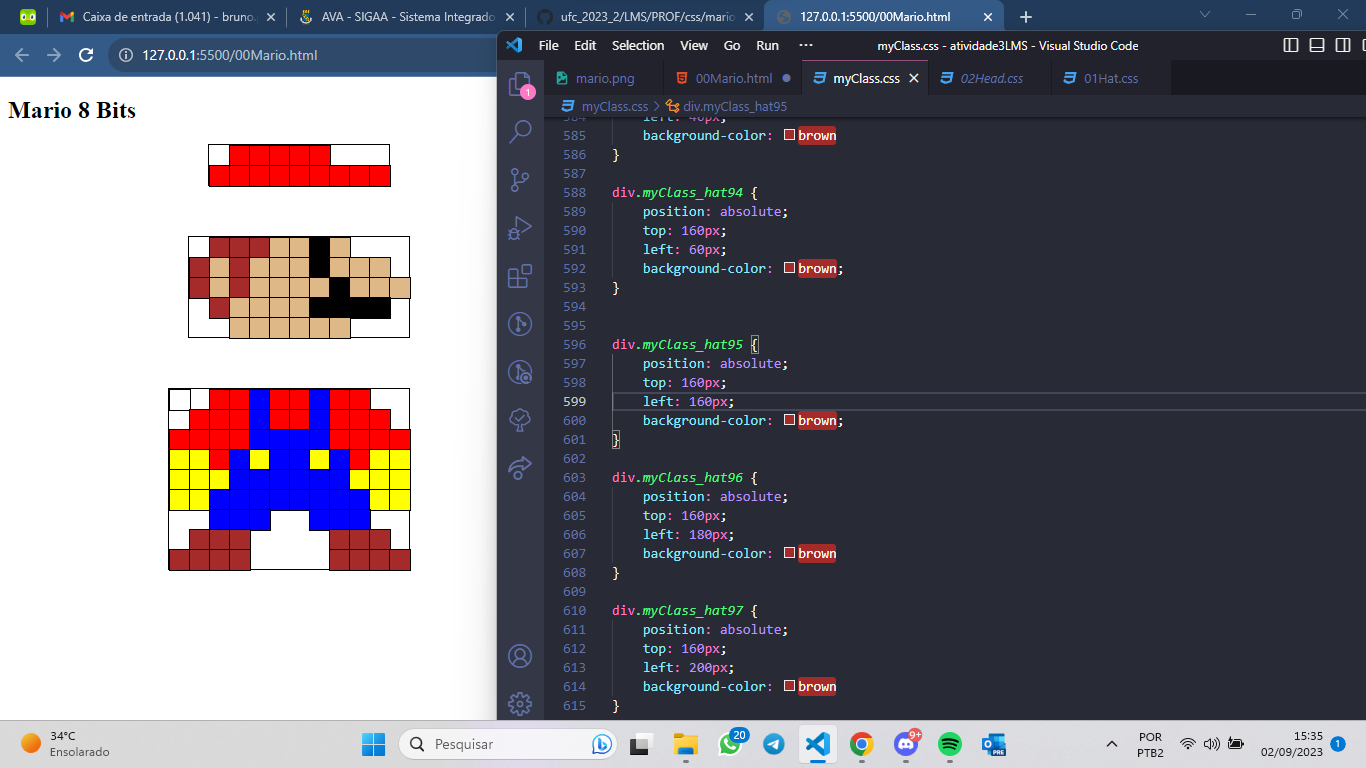 Caixa de entrada (1.041) - bruno.
AVA - SIGAA - Sistema Integrado
ufc_2023_2/LMS/PROF/css/mario
127.0.0.1:5500/00Mario.html
127.0.0.1:5500/00Mario.html
File Edit Selection View Go Run ··· myClass.css - atividade3LMS - Visual Studio Code
mario.png 00Mario.html myClass.css 02Head.css 01Hat.css
myClass.css > div.myClass_hat95
Mario 8 Bits
1
584 left: 40px;
585 background-color: brown
586 }
587
588 div.myClass_hat94 {
589 position: absolute;
590 top: 160px;
591 left: 60px;
592 background-color: brown;
593 }
594
595
596 div.myClass_hat95 {
597 position: absolute;
598 top: 160px;
599 left: 160px;
600 background-color: brown;
601 }
602
603 div.myClass_hat96 {
604 position: absolute;
605 top: 160px;
606 left: 180px;
607 background-color: brown
608 }
609
610 div.myClass_hat97 {
611 position: absolute;
612 top: 160px;
613 left: 200px;
614 background-color: brown
615 }
34°C
Ensolarado
Pesquisar
20
9+
PRE
POR
PTB2
15:35
02/09/2023
1